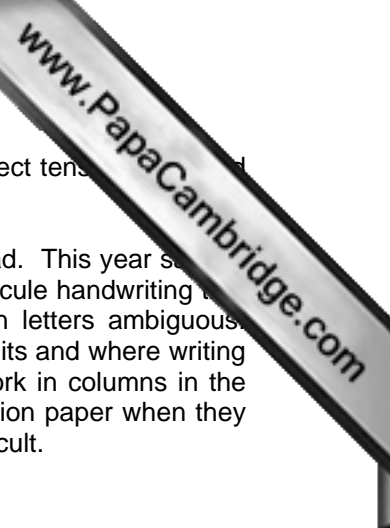 www.PapaCambridge.com
ect
ad. This year
cule handwriting
n letters ambiguous.
its and where writing
ork in columns in the
ion paper when they
cult.